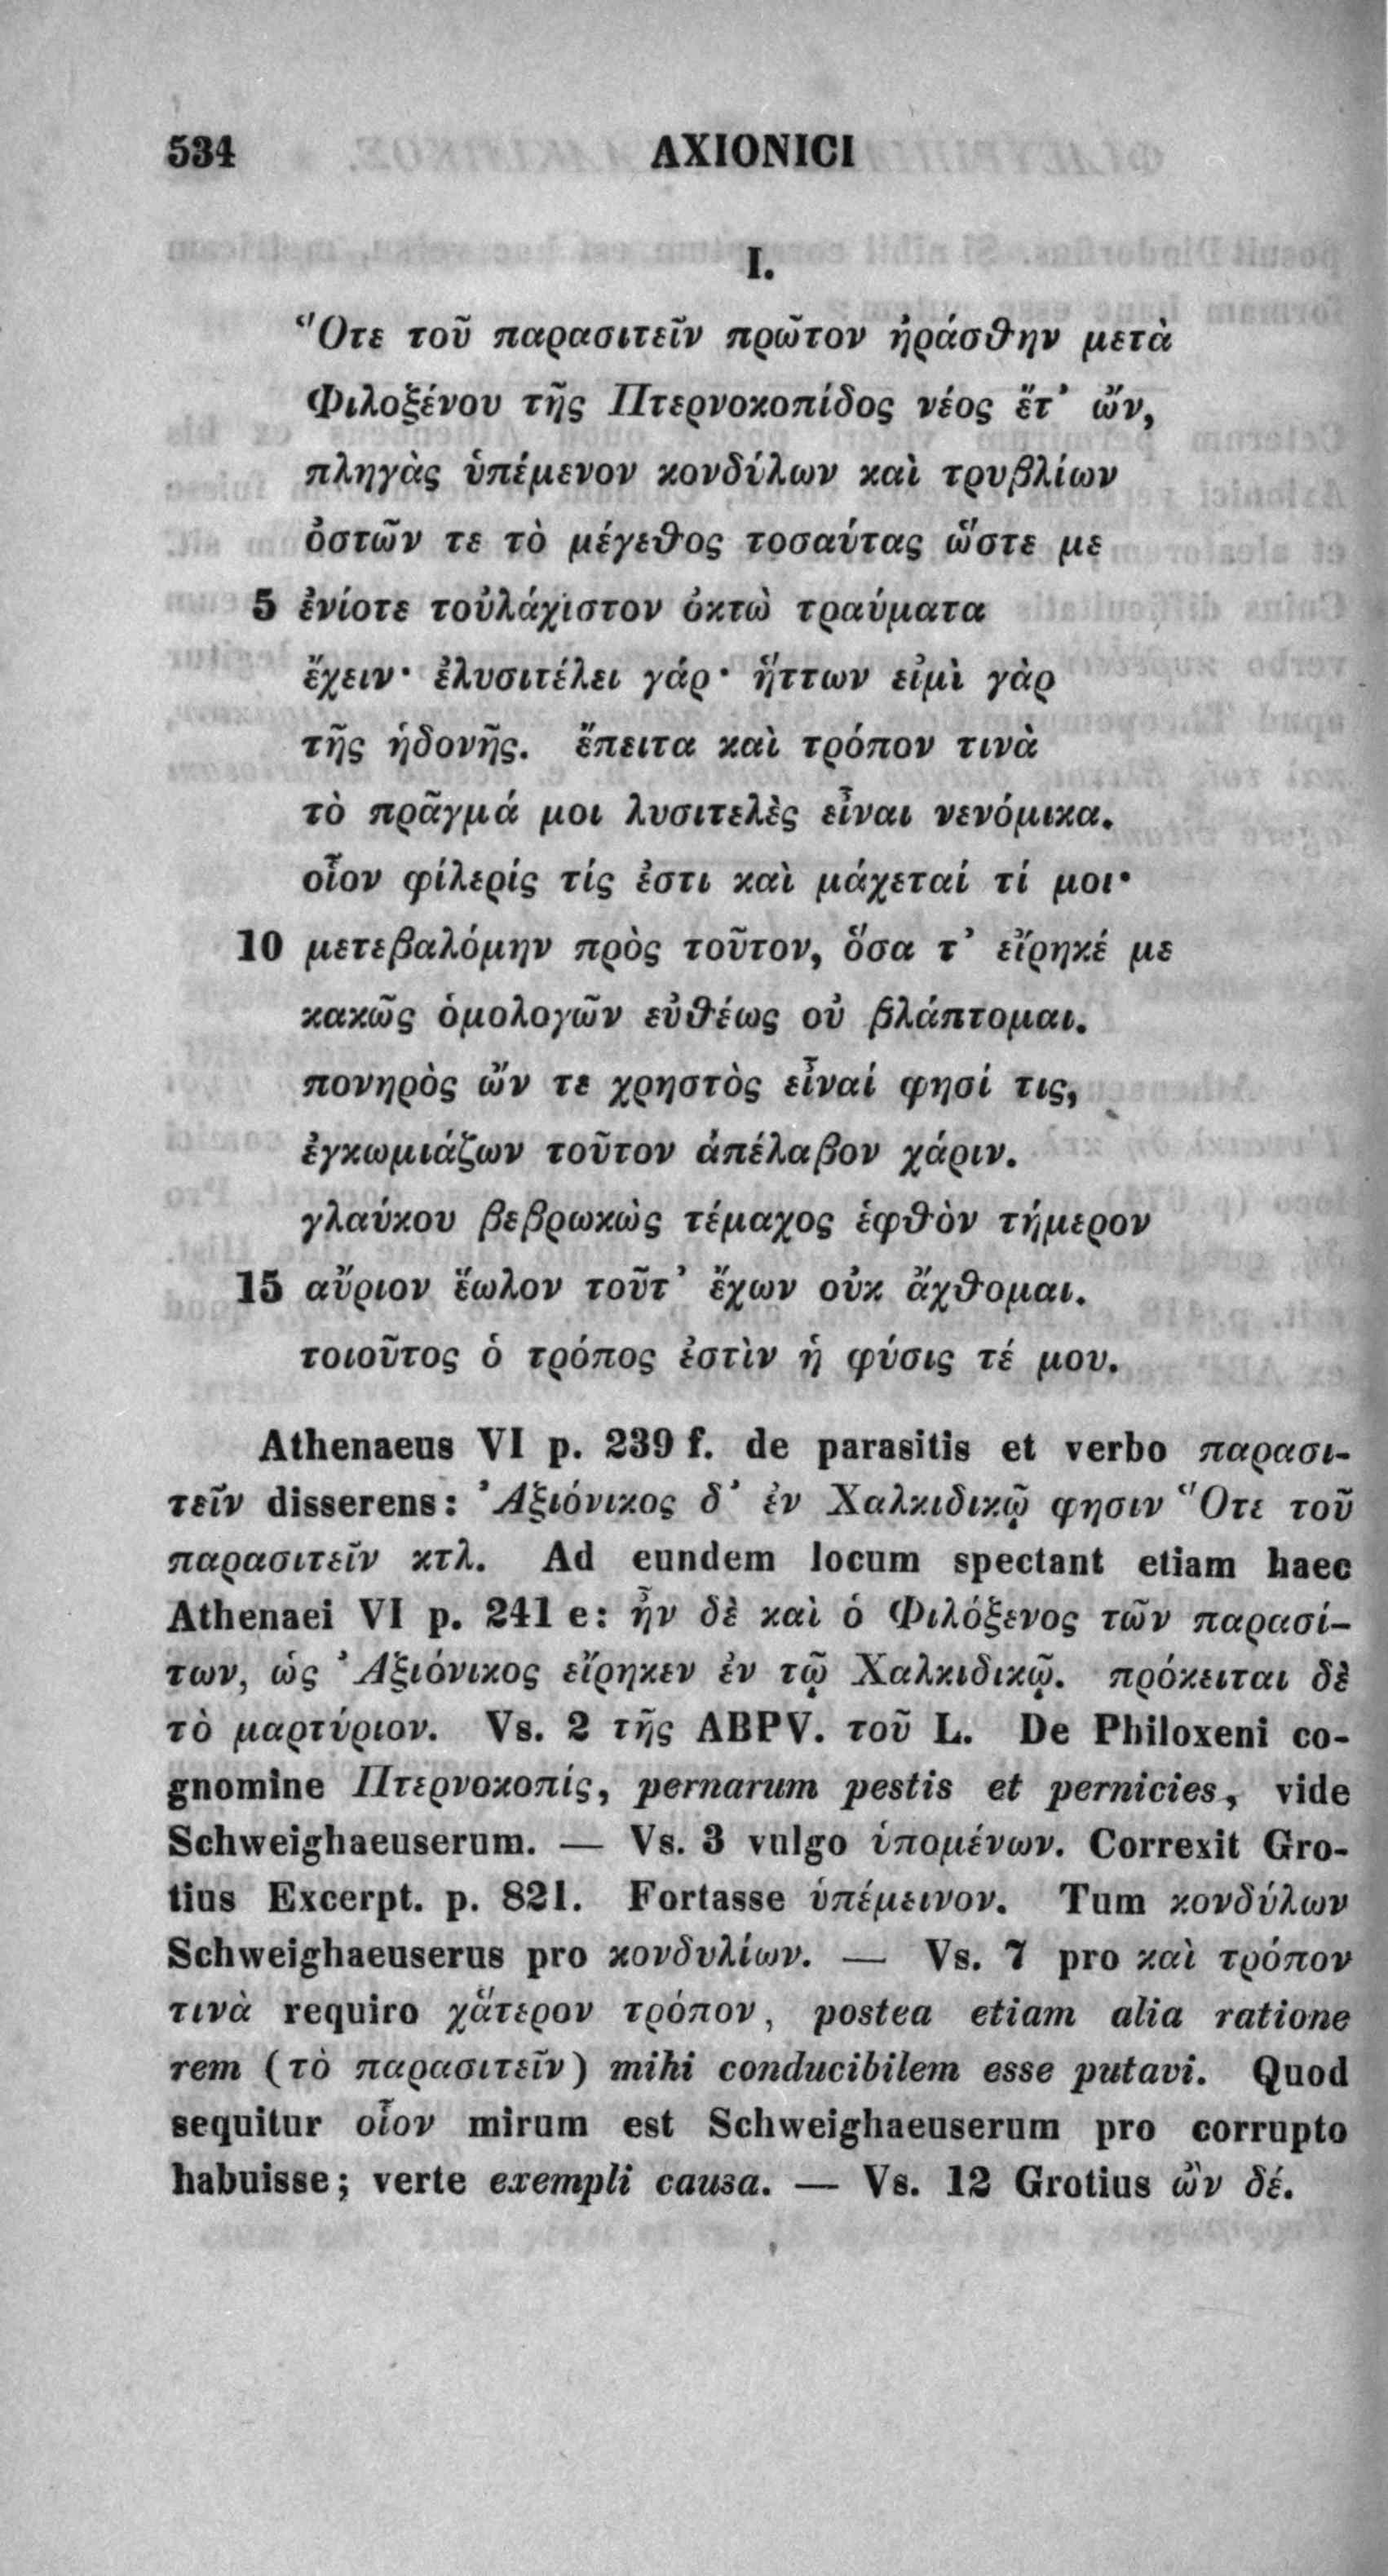 534 AXIONICI
I.
Ὅτε τοῦ παρασιτεῖν πρῶτον ἠράσθην μετὰ
Φιλοξένου τῆς Πτερνοκοπίδος νέος ἔτ’ ὤν,
πληγὰς ὑπέμενον κονδύλων καὶ τρυβλίων
ὀστῶν τε τὸ μέγεθος τοσαύτας ὥστε με
5 ἐνίοτε τοὐλάχιστον ὀκτὼ τραύματα
ἔχειν· ἐλυσιτέλει γάρ· ἥττων εἰμὶ γὰρ
τῆς ἡδονῆς. ἔπειτα καὶ τρόπον τινὰ
τὸ πρᾶγμά μοι λυσιτελὲς εἶναι νενόμικα.
οἷον φίλερίς τίς ἐστι καὶ μάχεταί τί μοι·
10 μετεβαλόμην πρὸς τοῦτον, ὅσα τ’ εἴρηκέ με
κακῶς ὁμολογῶν εὐθέως οὐ βλάπτομαι.
πονηρὸς ὤν τε χρηστὸς εἶναί φησί τις,
ἐγκωμιάζων τοῦτον ἀπέλαβον χάριν.
γλαύκου βεβρωκὼς τέμαχος ἑφθὸν τήμερον
15 αὔριον ἕωλον τοῦτ’ ἔχων οὐκ ἄχθομαι.
τοιοῦτος ὁ τρόπος ἐστὶν ἡ φύσις τέ μου.
Athenaeus VI p. 239 f. de parasitis et verbo παρασι-
τεῖν disserens: Ἀξιόνικος δ’ ἐν Χαλκιδικῷ φησιν Ὅτε τοῦ
παρασιτεῖν κτλ. Ad eundem locum spectant etiam haec
Athenaei VI p. 241 e: ἦν δὲ καὶ ὁ Φιλόξενος τῶν παρασί-
των, ὡς Ἀξιόνικος εἴρηκεν ἐν τῷ Χαλκιδικῷ. πρόκειται δὲ
τὸ μαρτύριον. Vs. 2 τῆς ABPV. τοῦ L. De Philoxeni co-
gnomine Πτερνοκοπίς, pernarum pestis et pernicies, vide
Schweighaeuserum. — Vs. 3 vulgo ὑπομένων. Correxit Gro-
tius Excerpt. p. 821. Fortasse ὑπέμεινον. Tum κονδύλων
Schweighaeuserus pro κονδυλίων. — Vs. 7 pro καὶ τρόπον
τινὰ requiro χἄτερον τρόπον, postea etiam alia ratione
rem (τὸ παρασιτεῖν) mihi conducibilem esse putavi. Quod
sequitur οἷον mirum est Schweighaeuserum pro corrupto
habuisse; verte exempli causa. — Vs. 12 Grotius ὢν δέ.